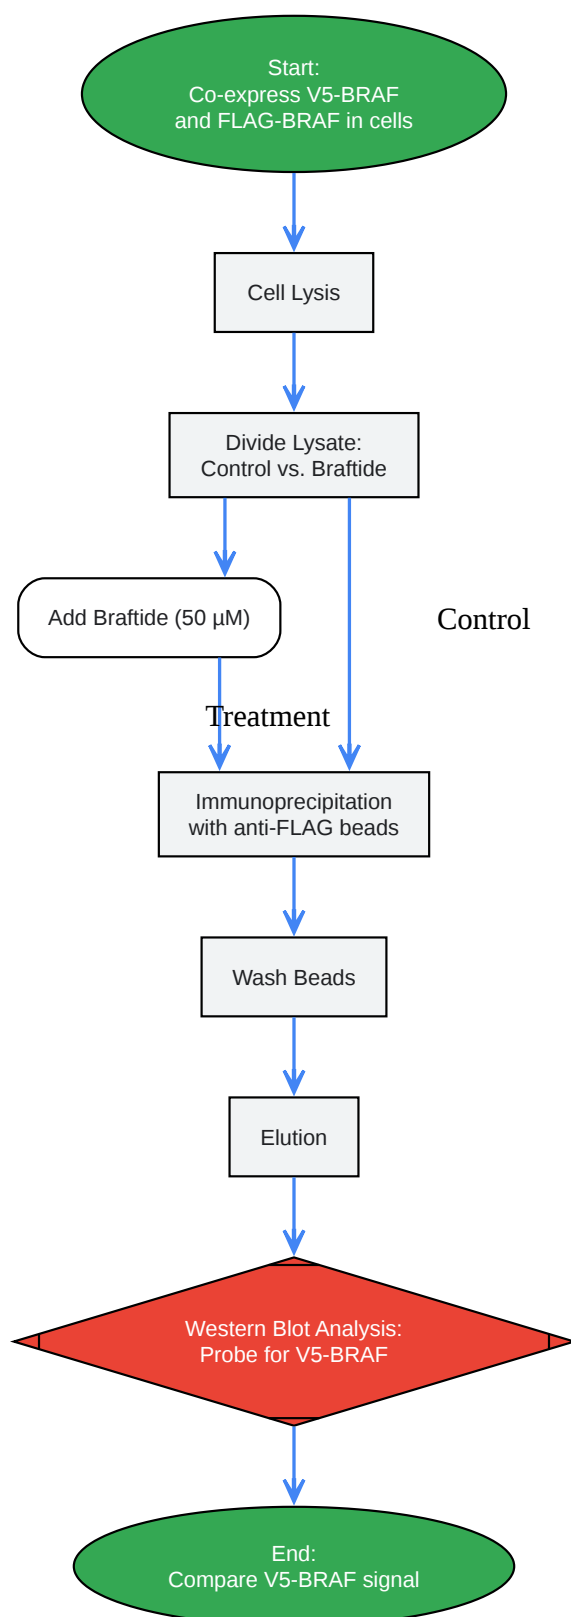 Start:
Co-express V5-BRAF
and FLAG-BRAF in cells
Cell Lysis
Divide Lysate:
Control vs. Braftide
Add Braftide (50 µM)
Control
Treatment
Immunoprecipitation
with anti-FLAG beads
Wash Beads
Elution
Western Blot Analysis:
Probe for V5-BRAF
End:
Compare V5-BRAF signal